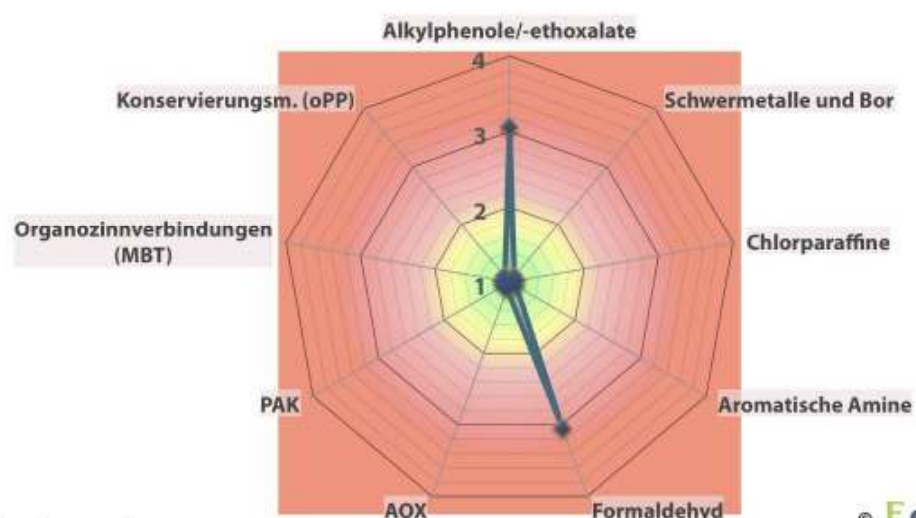 Alkylphenole/-ethoxalate
4
Konservierungsm. (oPP)
Schwermetalle und Bor
3
2
Organozinnverbindungen
(MBT)
Chlorparaffine
1
PAK
Aromatische Amine
AOX
Formaldehyd
©